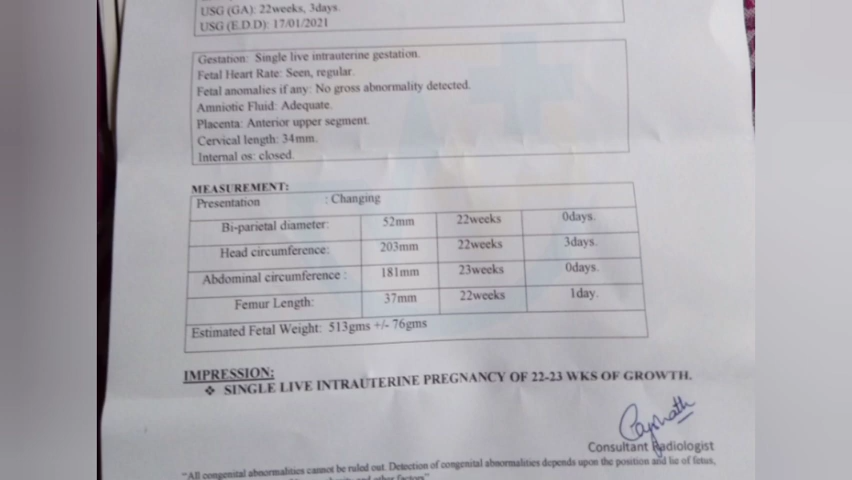 USG (GA): 22weeks, 3days.
USG (E.D.D): 17/01/2021
Gestation: Single live intrauterine gestation.
Fetal Heart Rate: Seen, regular.
Fetal anomalies if any: No gross abnormality detected.
Amniotic Fluid: Adequate.
Placenta: Anterior upper segment.
Cervical length: 34mm.
Internal os: closed.
MEASUREMENT:
Presentation : Changing
Bi-parietal diameter: 52mm 22weeks 0days.
Head circumference: 203mm 22weeks 3days.
Abdominal circumference : 181mm 23weeks 0days.
Femur Length: 37mm 22weeks 1day.
Estimated Fetal Weight: 513gms +/- 76gms
IMPRESSION:
❖ SINGLE LIVE INTRAUTERINE PREGNANCY OF 22-23 WKS OF GROWTH.
Consultant Radiologist
"All congenital abnormalities cannot be ruled out. Detection of congenital abnormalities depends upon the position and lie of fetus,
and other factors"